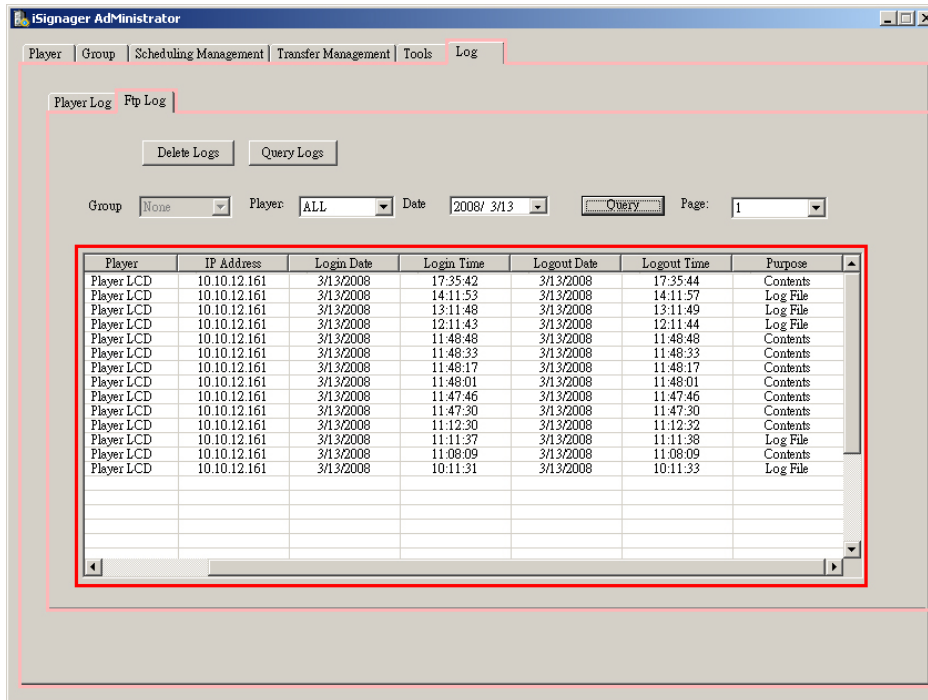 iSignager AdMinistrator
Player Group Scheduling Management Transfer Management Tools Log
Player Log Ftp Log
Delete Logs Query Logs
Group None Player: ALL Date 2008/ 3/13 Query Page: 1
Player IP Address Login Date Login Time Logout Date Logout Time Purpose
Player LCD 10.10.12.161 3/13/2008 17:35:42 3/13/2008 17:35:44 Contents
Player LCD 10.10.12.161 3/13/2008 14:11:53 3/13/2008 14:11:57 Log File
Player LCD 10.10.12.161 3/13/2008 13:11:48 3/13/2008 13:11:49 Log File
Player LCD 10.10.12.161 3/13/2008 12:11:43 3/13/2008 12:11:44 Log File
Player LCD 10.10.12.161 3/13/2008 11:48:48 3/13/2008 11:48:48 Contents
Player LCD 10.10.12.161 3/13/2008 11:48:33 3/13/2008 11:48:33 Contents
Player LCD 10.10.12.161 3/13/2008 11:48:17 3/13/2008 11:48:17 Contents
Player LCD 10.10.12.161 3/13/2008 11:48:01 3/13/2008 11:48:01 Contents
Player LCD 10.10.12.161 3/13/2008 11:47:46 3/13/2008 11:47:46 Contents
Player LCD 10.10.12.161 3/13/2008 11:47:30 3/13/2008 11:47:30 Contents
Player LCD 10.10.12.161 3/13/2008 11:12:30 3/13/2008 11:12:32 Contents
Player LCD 10.10.12.161 3/13/2008 11:11:37 3/13/2008 11:11:38 Log File
Player LCD 10.10.12.161 3/13/2008 11:08:09 3/13/2008 11:08:09 Contents
Player LCD 10.10.12.161 3/13/2008 10:11:31 3/13/2008 10:11:33 Log File